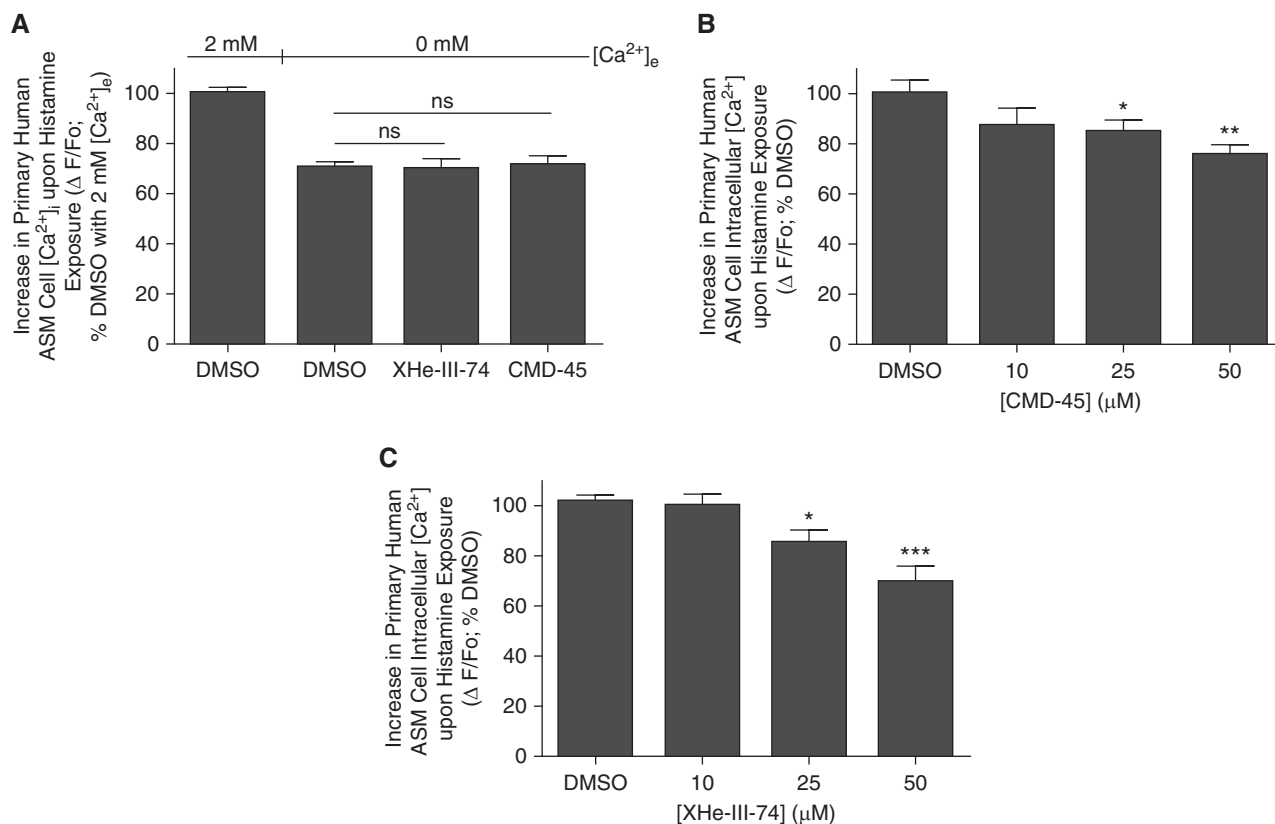 A
2 mM
0 mM
[Ca²⁺]ₑ
Increase in Primary Human
ASM Cell [Ca²⁺]ᵢ upon Histamine
Exposure (Δ F/Fo;
% DMSO with 2 mM [Ca²⁺]ₑ)
100
80
60
40
20
0
ns
ns
DMSO
DMSO
XHe-III-74
CMD-45
B
Increase in Primary Human
ASM Cell Intracellular [Ca²⁺]
upon Histamine Exposure
(Δ F/Fo; % DMSO)
100
80
60
40
20
0
*
**
DMSO
10
25
50
[CMD-45] (μM)
C
Increase in Primary Human
ASM Cell Intracellular [Ca²⁺]
upon Histamine Exposure
(Δ F/Fo; % DMSO)
100
80
60
40
20
0
*
***
DMSO
10
25
50
[XHe-III-74] (μM)